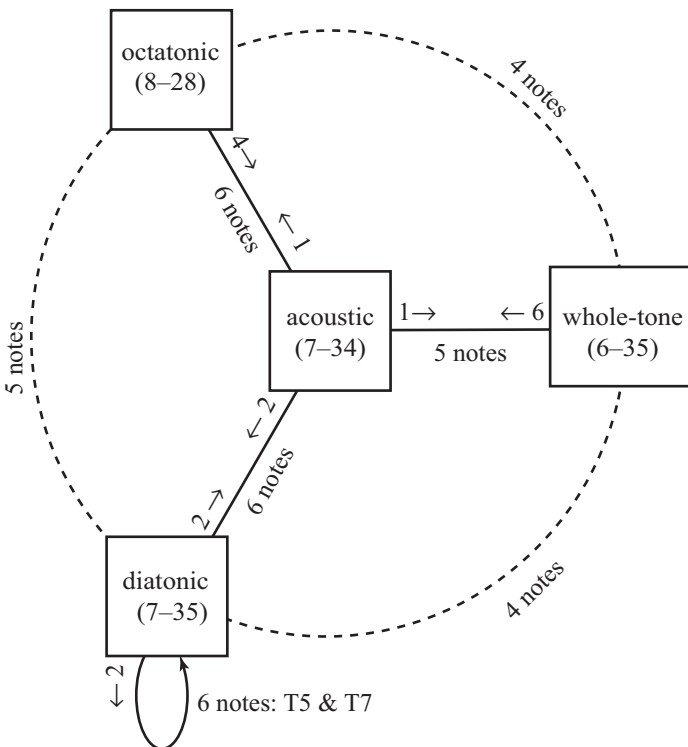 octatonic
(8–28)
4 notes
4→
6 notes
←1
5 notes
acoustic
(7–34)
1→
←6
5 notes
whole-tone
(6–35)
←2
6 notes
2→
diatonic
(7–35)
4 notes
←2
6 notes: T5 & T7